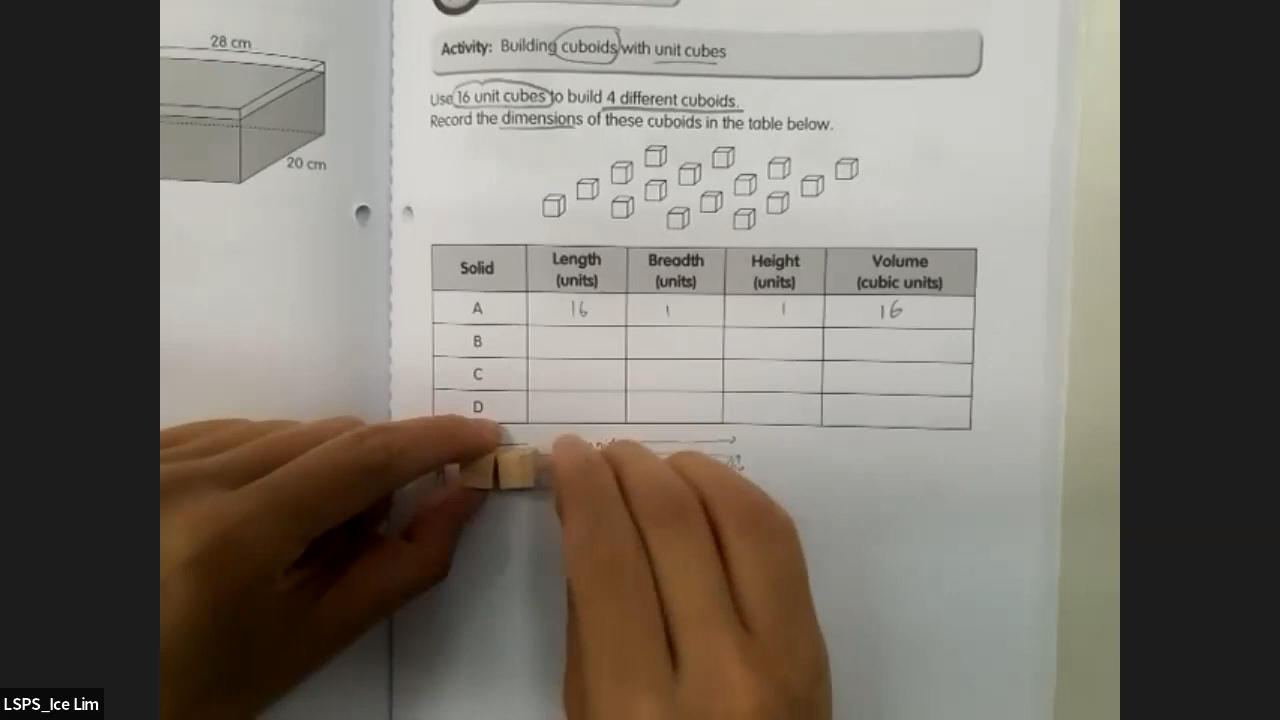 28 cm
20 cm
Activity: Building cuboids with unit cubes
Use 16 unit cubes to build 4 different cuboids.
Record the dimensions of these cuboids in the table below.
Solid Length (units) Breadth (units) Height (units) Volume (cubic units)
A 16 1 1 16
B
C
D
LSPS_Ice Lim